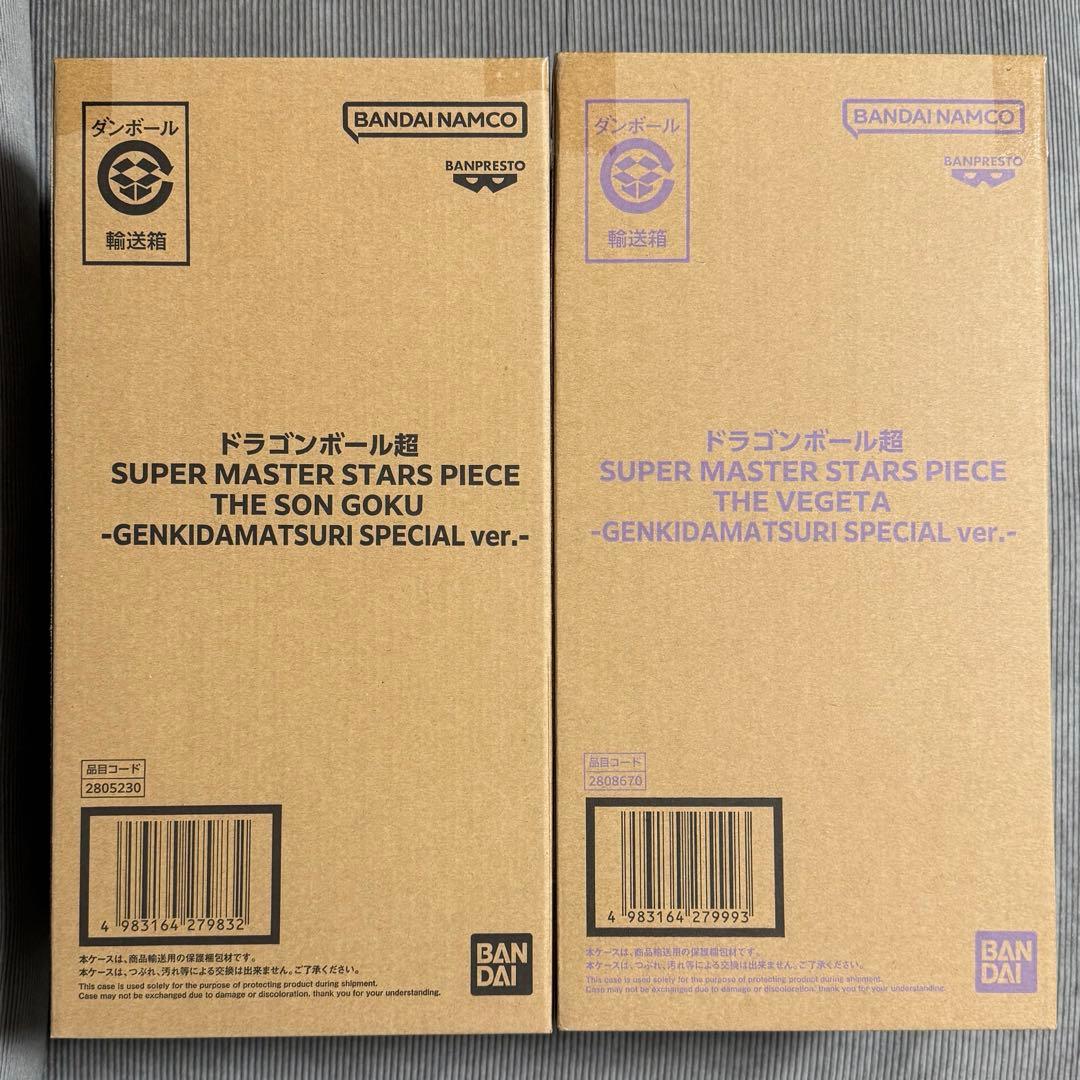 ダンボール
輸送箱
BANDAI NAMCO
BANPRESTO
ドラゴンボール超
SUPER MASTER STARS PIECE
THE SON GOKU
-GENKIDAMATSURI SPECIAL ver.-
品目コード
2805230
4 983164 279832
本ケースは、商品輸送用の保護梱包材です。
本ケースは、つぶれ、汚れ等による交換は出来ません。ご了承ください。
This case is used solely for the purpose of protecting product during shipment.
Case may not be exchanged due to damage or discoloration. thank you for your understanding.
BAN
DAI
ダンボール
輸送箱
BANDAI NAMCO
BANPRESTO
ドラゴンボール超
SUPER MASTER STARS PIECE
THE VEGETA
-GENKIDAMATSURI SPECIAL ver.-
品目コード
2808670
4 983164 279993
本ケースは、商品輸送用の保護梱包材です。
本ケースは、つぶれ、汚れ等による交換は出来ません。ご了承ください。
This case is used solely for the purpose of protecting product during shipment.
Case may not be exchanged due to damage or discoloration. thank you for your understanding.
BAN
DAI